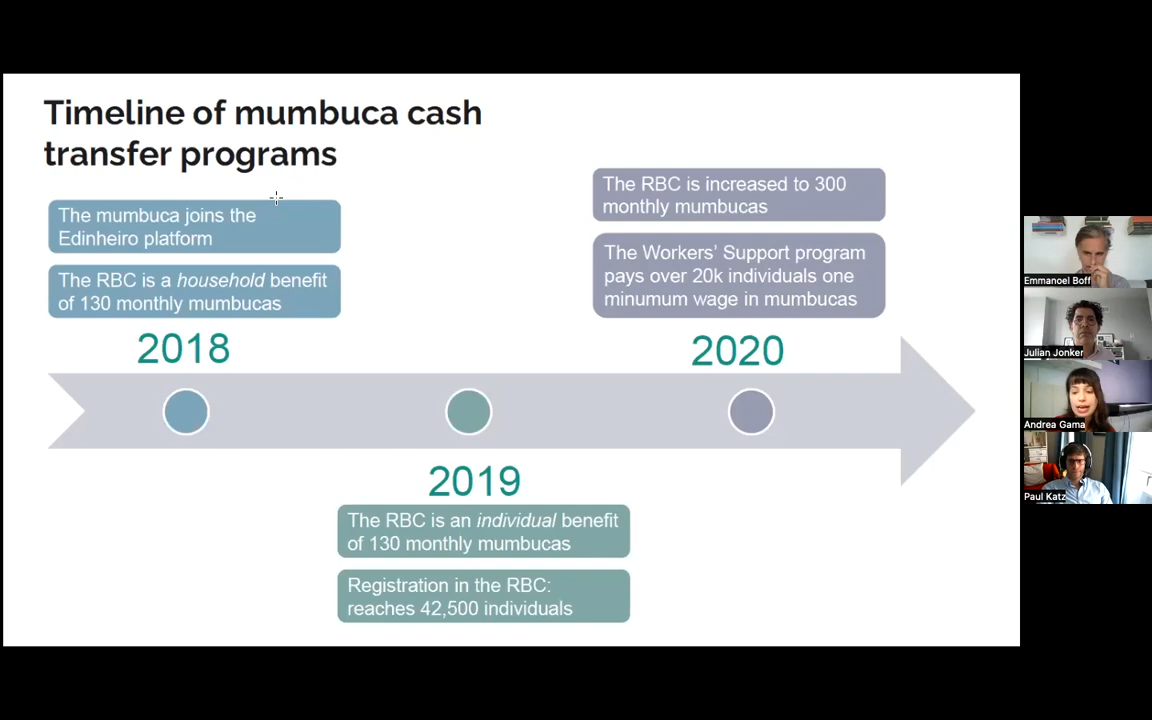 Timeline of mumbuca cash
transfer programs
The mumbuca joins the
Edinheiro platform
The RBC is a household benefit
of 130 monthly mumbucas
2018
2019
The RBC is an individual benefit
of 130 monthly mumbucas
Registration in the RBC:
reaches 42,500 individuals
The RBC is increased to 300
monthly mumbucas
The Workers' Support program
pays over 20k individuals one
minumum wage in mumbucas
2020
Emmanoel Boff
Julian Jonker
Andrea Gama
Paul Katz